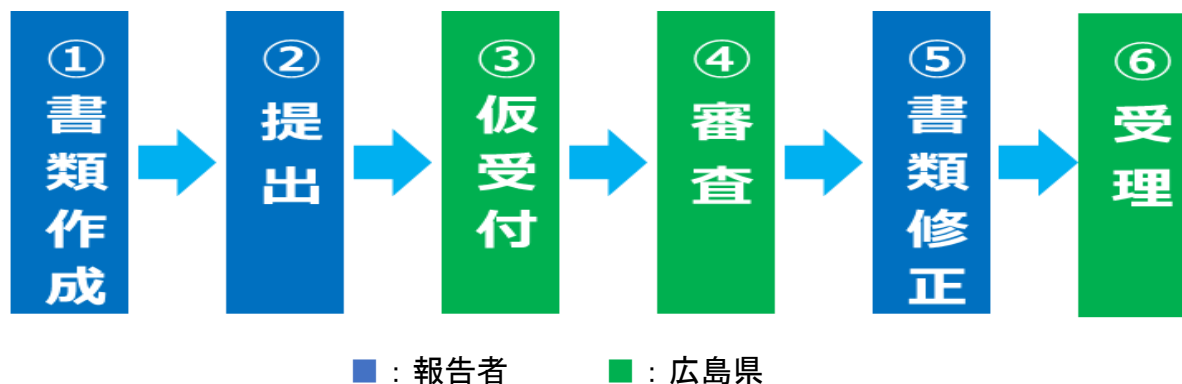 ①書類作成
②提出
③仮受付
④審査
⑤書類修正
⑥受理
■：報告者　■：広島県